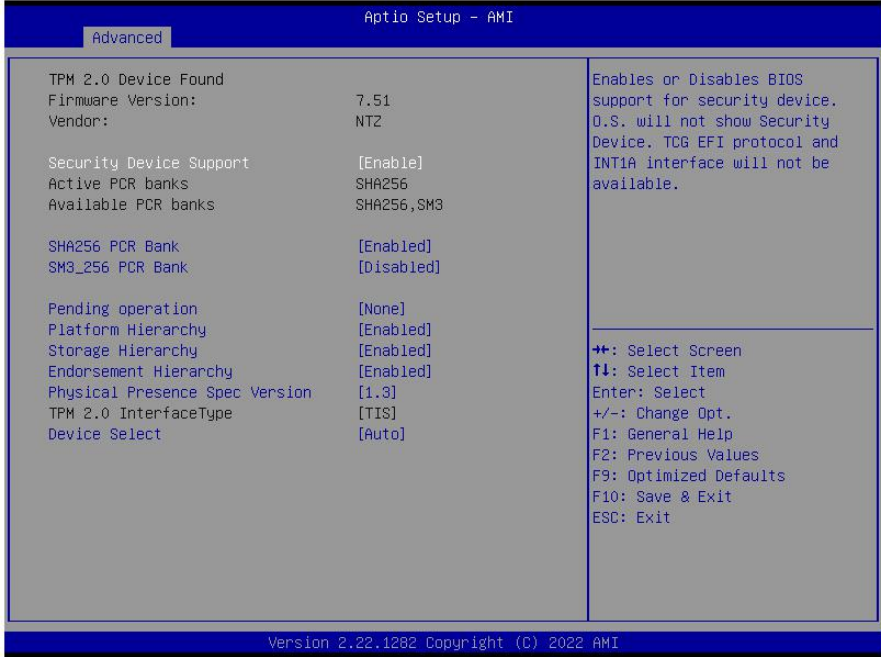 Aptio Setup – AMI
Advanced
TPM 2.0 Device Found
Firmware Version: 7.51
Vendor: NTZ
Security Device Support [Enable]
Active PCR banks SHA256
Available PCR banks SHA256,SM3
SHA256 PCR Bank [Enabled]
SM3_256 PCR Bank [Disabled]
Pending operation [None]
Platform Hierarchy [Enabled]
Storage Hierarchy [Enabled]
Endorsement Hierarchy [Enabled]
Physical Presence Spec Version [1.3]
TPM 2.0 InterfaceType [TIS]
Device Select [Auto]
Enables or Disables BIOS
support for security device.
O.S. will not show Security
Device. TCG EFI protocol and
INT1A interface will not be
available.
→←: Select Screen
↑↓: Select Item
Enter: Select
+/-: Change Opt.
F1: General Help
F2: Previous Values
F9: Optimized Defaults
F10: Save & Exit
ESC: Exit
Version 2.22.1282 Copyright (C) 2022 AMI